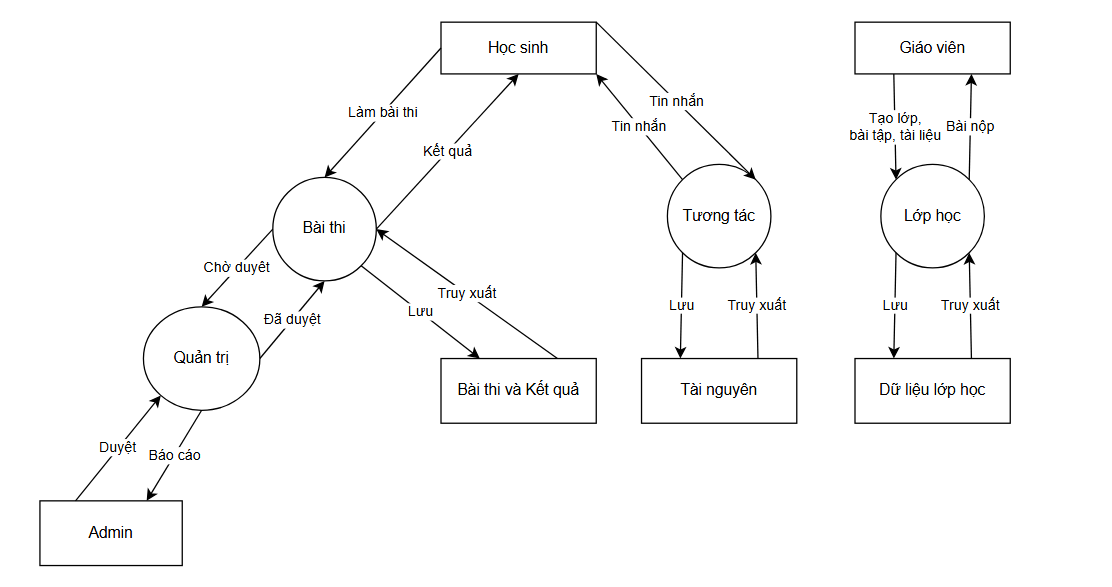 Học sinh
Giáo viên
Làm bài thi
Kết quả
Tin nhắn
Tin nhắn
Tạo lớp,
bài tập, tài liệu
Bài nộp
Bài thi
Tương tác
Lớp học
Chờ duyêt
Đã duyệt
Lưu
Truy xuất
Lưu
Truy xuất
Lưu
Truy xuất
Quản trị
Bài thi và Kết quả
Tài nguyên
Dữ liệu lớp học
Duyệt
Báo cáo
Admin